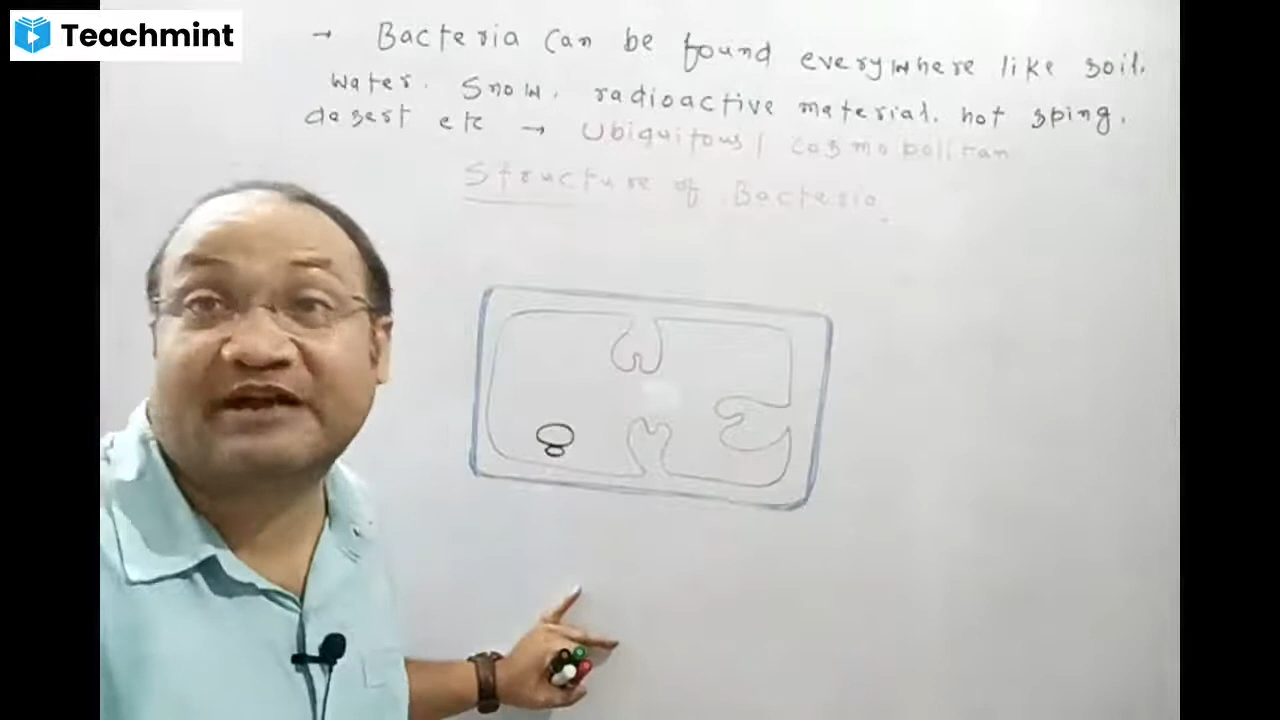 Teachmint
→ Bacteria can be found everywhere like soil,
water, snow, radioactive material, hot sping,
desert etc → Ubiquitous / cosmopolitan
Structure of Bacteria.